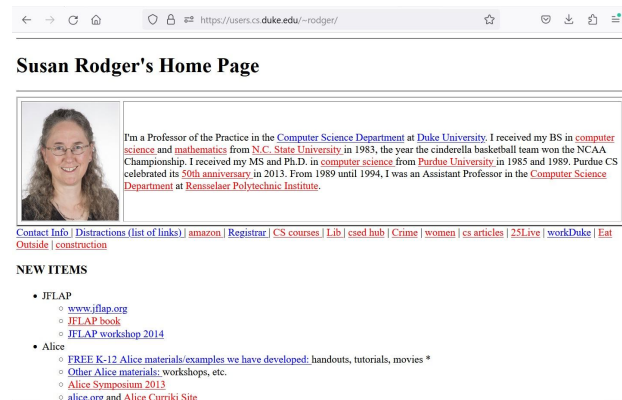 https://users.cs.duke.edu/~rodger/
Susan Rodger's Home Page
I'm a Professor of the Practice in the Computer Science Department at Duke University. I received my BS in computer
science and mathematics from N.C. State University in 1983, the year the cinderella basketball team won the NCAA
Championship. I received my MS and Ph.D. in computer science from Purdue University in 1985 and 1989. Purdue CS
celebrated its 50th anniversary in 2013. From 1989 until 1994, I was an Assistant Professor in the Computer Science
Department at Rensselaer Polytechnic Institute.
Contact Info | Distractions (list of links) | amazon | Registrar | CS courses | Lib | csed hub | Crime | women | cs articles | 25Live | workDuke | Eat
Outside | construction
NEW ITEMS
• JFLAP
◦ www.jflap.org
◦ JFLAP book
◦ JFLAP workshop 2014
• Alice
◦ FREE K-12 Alice materials/examples we have developed: handouts, tutorials, movies *
◦ Other Alice materials: workshops, etc.
◦ Alice Symposium 2013
◦ alice.org and Alice Curriki Site